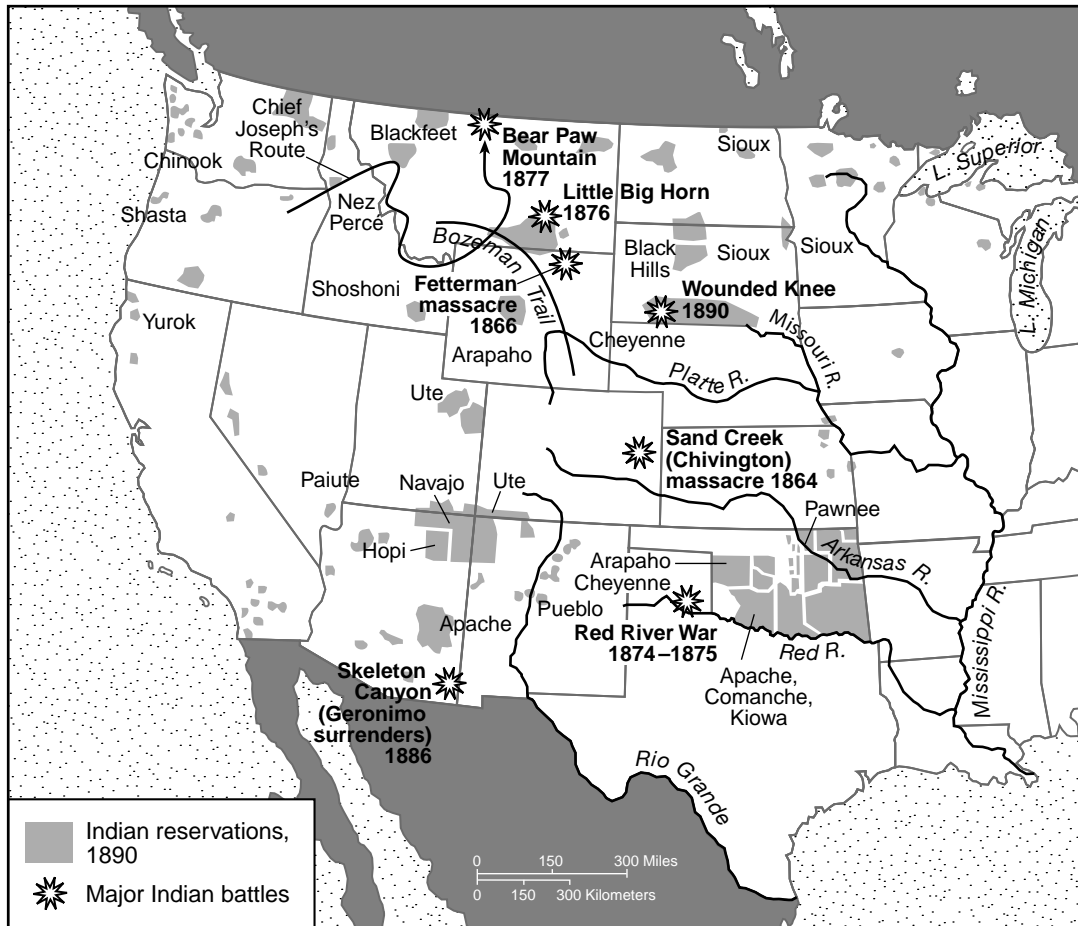 Chief
Joseph's
Route
Blackfeet
Bear Paw
Mountain
1877
Sioux
L. Superior
Chinook
Little Big Horn
1876
Nez
Percé
Shasta
L. Michigan
Bozeman
Trail
Black
Hills
Sioux
Sioux
Fetterman
massacre
1866
Shoshoni
Wounded Knee
1890
Yurok
Missouri R.
Arapaho
Cheyenne
Platte R.
Ute
Sand Creek
(Chivington)
massacre 1864
Paiute
Navajo
Ute
Pawnee
Hopi
Arapaho
Cheyenne
Arkansas R.
Pueblo
Apache
Red River War
1874–1875
Red R.
Mississippi R.
Skeleton
Canyon
(Geronimo
surrenders)
1886
Apache,
Comanche,
Kiowa
Rio Grande
Indian reservations,
1890
Major Indian battles
0 150 300 Miles
0 150 300 Kilometers